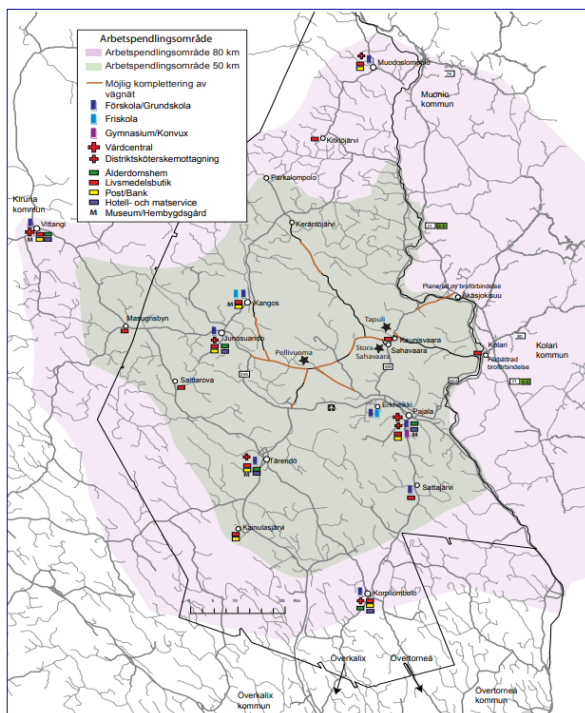 Arbetspendlingsområde
Arbetspendlingsområde 80 km
Arbetspendlingsområde 50 km
Möjlig komplettering av
vägnät
Förskola/Grundskola
Friskola
Gymnasium/Konvux
Vårdcentral
Distriktsköterskemottagning
Ålderdomshem
Livsmedelsbutik
Post/Bank
Hotell- och matservice
M Museum/Hembygdsgård
Muodoslompolo
Muonio
kommun
Kitkiöjärvi
Parkalompolo
Kiruna
kommun
Vittangi
M
Keräntöjärvi
Planerad ny broförbindelse
Äkäsjokisuu
Kangos
M
Tapuli
Masugnsbyn
Junosuando
Kaunisvaara
Stora
Sahavaara
Sahavaara
Kolari
Kolari
kommun
Förbättrad
broförbindelse
Pellivuoma
Saittarova
Erkheikki
Pajala
M
Tärendö
M
Sattajärvi
Kainulasjärvi
Km
Korpilombolo
Överkalix
Övertorneå
Överkalix
kommun
Övertorneå
kommun